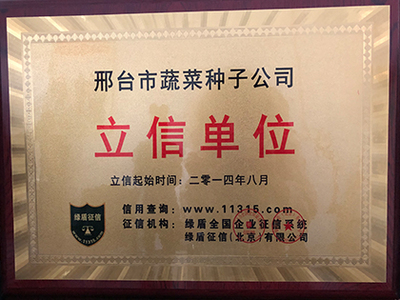 邢台市蔬菜种子公司
立信单位
立信起始时间：二零一四年八月
信用查询：www.11315.com
征信机构：绿盾全国企业征信系统
绿盾征信(北京)有限公司
绿盾征信
www.11315.com